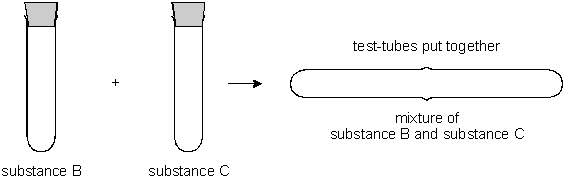 test-tubes put together
+
mixture of
substance B and substance C
substance B
substance C